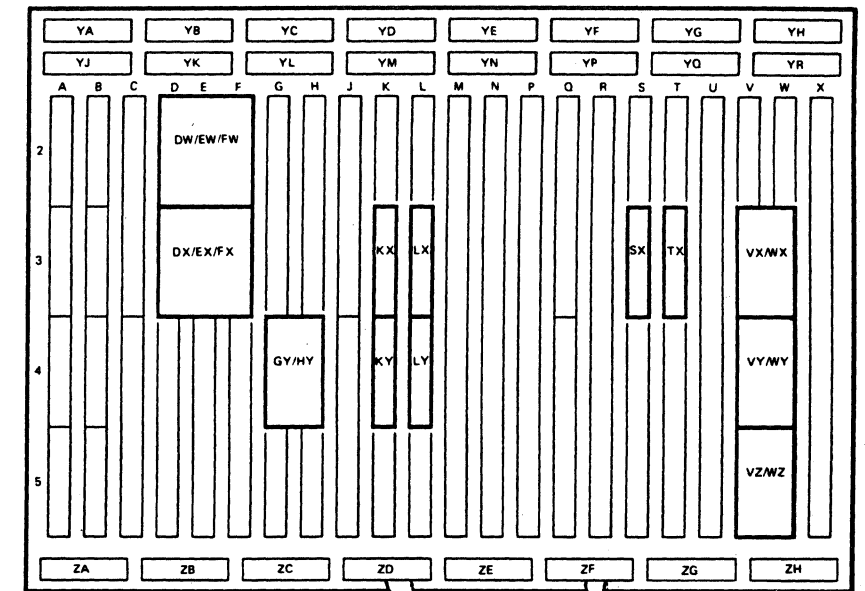 YA YB YC YD YE YF YG YH
YJ YK YL YM YN YP YQ YR
A B C D E F G H J K L M N P Q R S T U V W X
2
DW/EW/FW
3
DX/EX/FX KX LX SX TX VX/WX
4
GY/HY KY LY VY/WY
5
VZ/WZ
ZA ZB ZC ZD ZE ZF ZG ZH